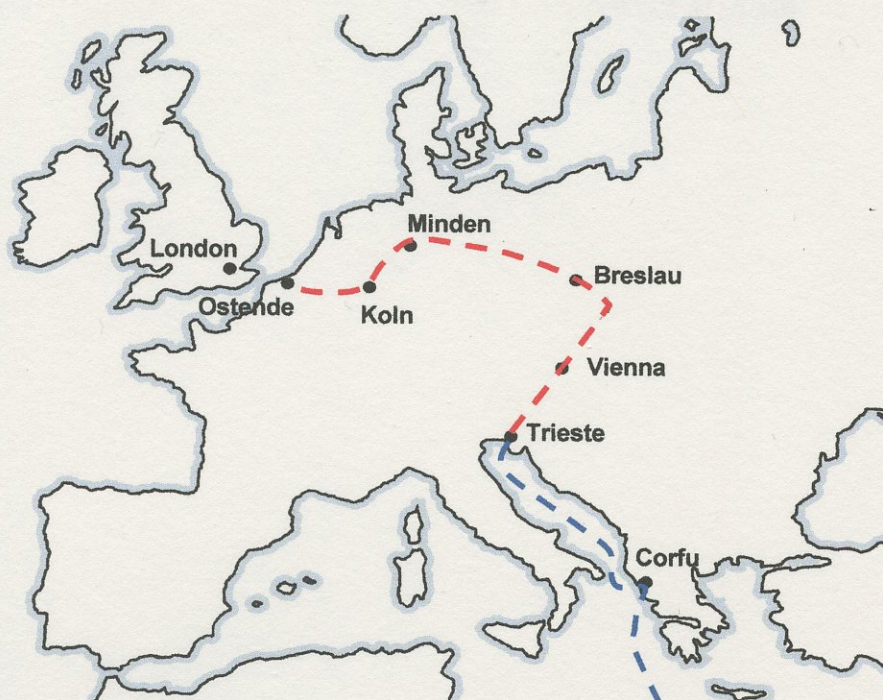 Minden
London
Breslau
Ostende
Koln
Vienna
Trieste
Corfu